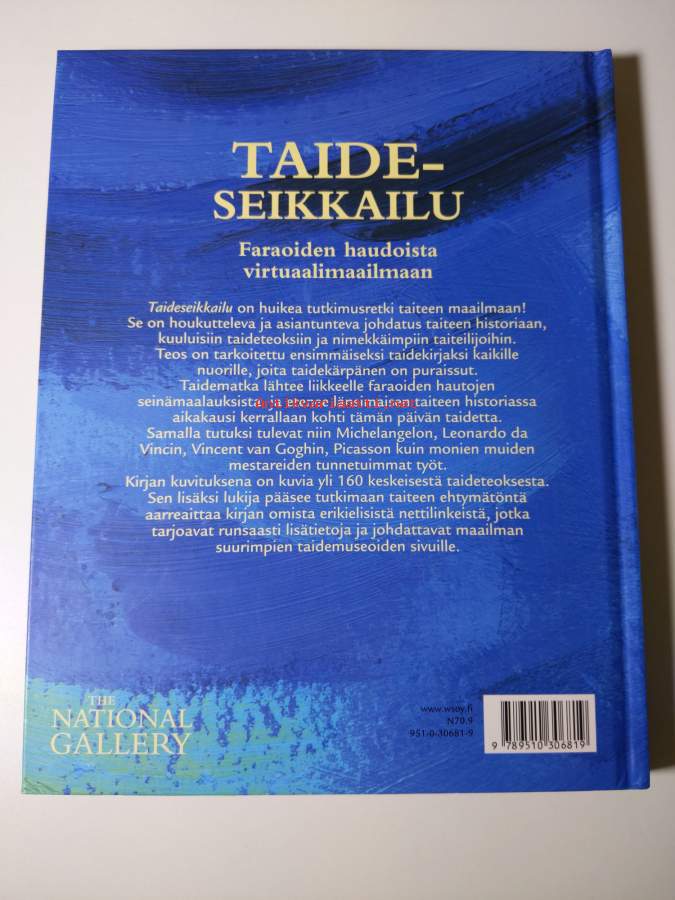 TAIDE-
SEIKKAILU
Faraoiden haudoista
virtuaalimaailmaan
Taideseikkailu on huikea tutkimusretki taiteen maailmaan!
Se on houkutteleva ja asiantunteva johdatus taiteen historiaan,
kuuluisiin taideteoksiin ja nimekkäimpiin taiteilijoihin.
Teos on tarkoitettu ensimmäiseksi taidekirjaksi kaikille
nuorille, joita taidekärpänen on puraissut.
Taidematka lähtee liikkeelle faraoiden hautojen
seinämaalauksista ja etenee länsimaisen taiteen historiassa
aikakausi kerrallaan kohti tämän päivän taidetta.
Samalla tutuksi tulevat niin Michelangelon, Leonardo da
Vincin, Vincent van Goghin, Picasson kuin monien muiden
mestareiden tunnetuimmat työt.
Kirjan kuvituksena on kuvia yli 160 keskeisestä taideteoksesta.
Sen lisäksi lukija pääsee tutkimaan taiteen ehtymätöntä
aarreaittaa kirjan omista erikielisistä nettilinkeistä, jotka
tarjoavat runsaasti lisätietoja ja johdattavat maailman
suurimpien taidemuseoiden sivuille.
THE
NATIONAL
GALLERY
www.wsoy.fi
N70.9
951-0-30681-9
9 789510 306819